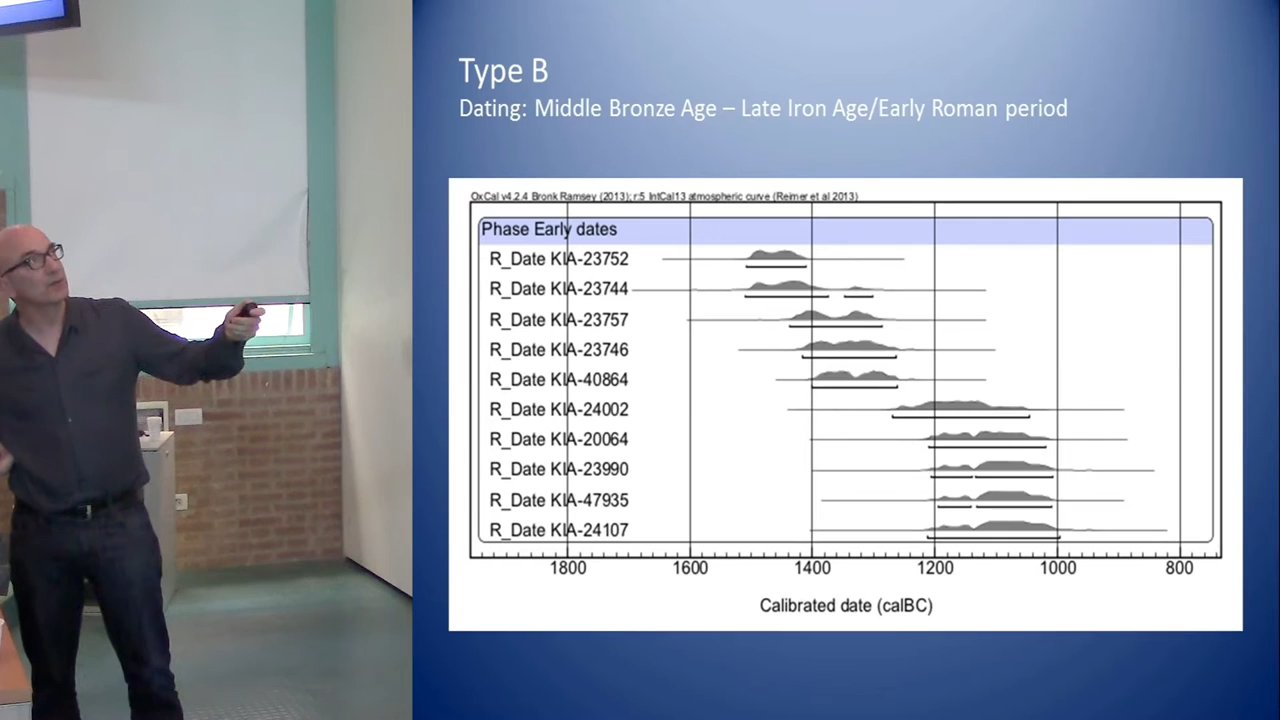 Type B
Dating: Middle Bronze Age – Late Iron Age/Early Roman period
OxCal v4.2.4 Bronk Ramsey (2013); r:5 IntCal13 atmospheric curve (Reimer et al 2013)
Phase Early dates
R_Date KIA-23752
R_Date KIA-23744
R_Date KIA-23757
R_Date KIA-23746
R_Date KIA-40864
R_Date KIA-24002
R_Date KIA-20064
R_Date KIA-23990
R_Date KIA-47935
R_Date KIA-24107
1800 1600 1400 1200 1000 800
Calibrated date (calBC)